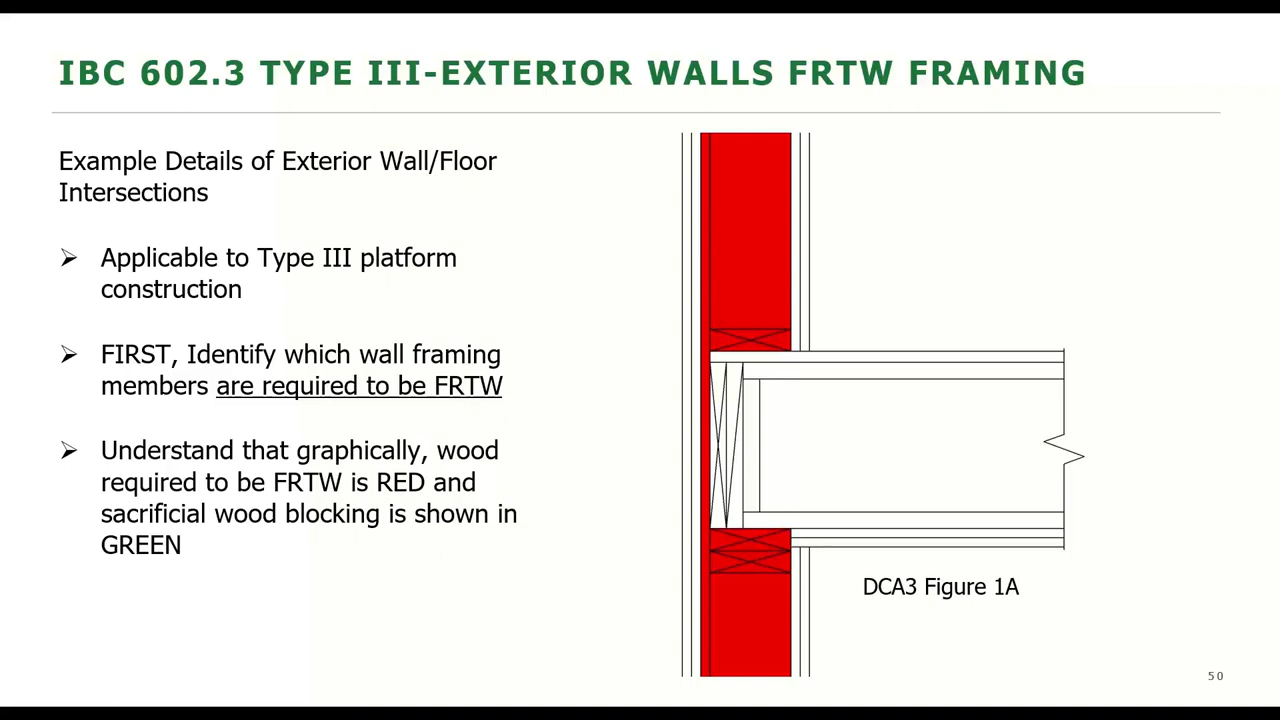 IBC 602.3 TYPE III-EXTERIOR WALLS FRTW FRAMING
Example Details of Exterior Wall/Floor
Intersections
➢ Applicable to Type III platform
construction
➢ FIRST, Identify which wall framing
members are required to be FRTW
➢ Understand that graphically, wood
required to be FRTW is RED and
sacrificial wood blocking is shown in
GREEN
DCA3 Figure 1A
50